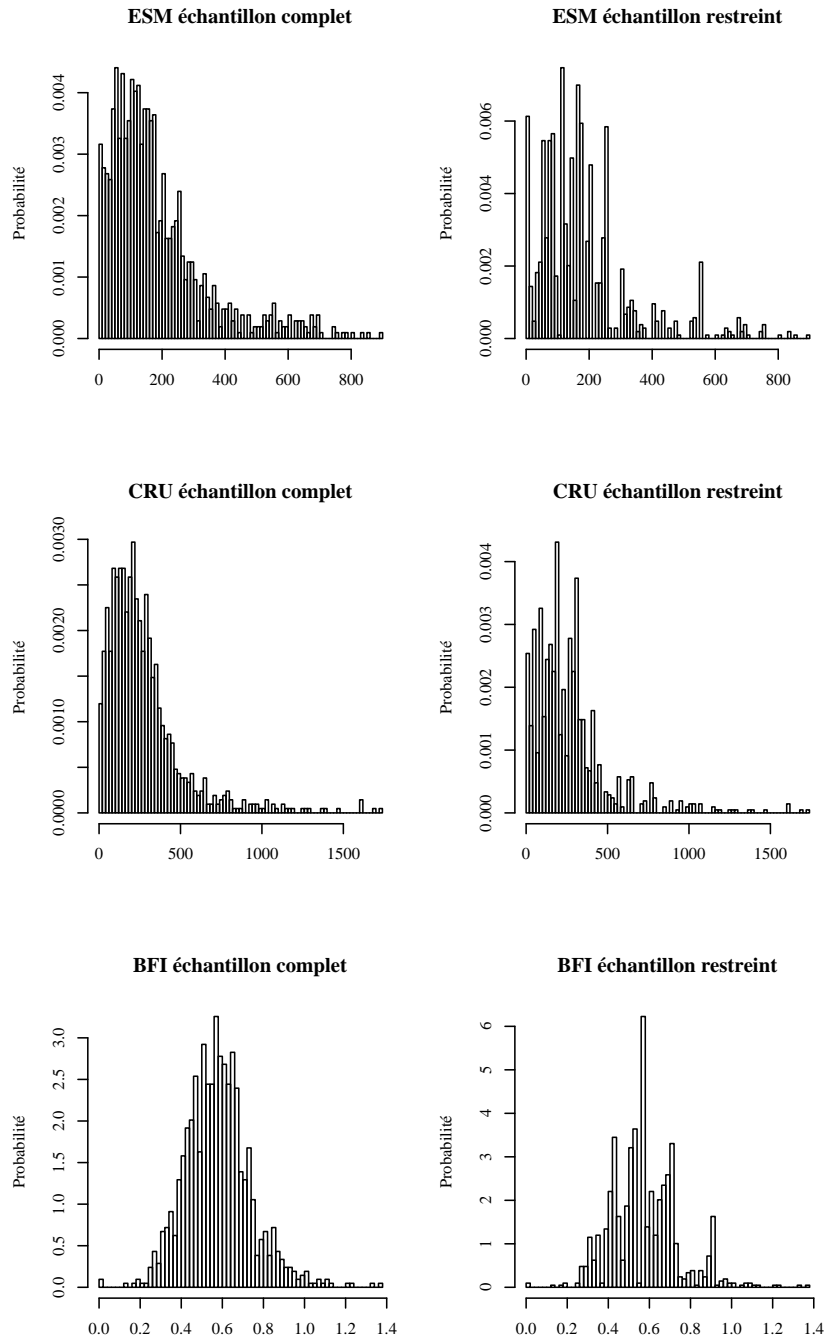 ESM échantillon complet
Probabilité
0.000 0.001 0.002 0.003 0.004
0 200 400 600 800
ESM échantillon restreint
Probabilité
0.000 0.002 0.004 0.006
0 200 400 600 800
CRU échantillon complet
Probabilité
0.0000 0.0010 0.0020 0.0030
0 500 1000 1500
CRU échantillon restreint
Probabilité
0.000 0.001 0.002 0.003 0.004
0 500 1000 1500
BFI échantillon complet
Probabilité
0.0 0.5 1.0 1.5 2.0 2.5 3.0
0.0 0.2 0.4 0.6 0.8 1.0 1.2 1.4
BFI échantillon restreint
Probabilité
0 1 2 3 4 5 6
0.0 0.2 0.4 0.6 0.8 1.0 1.2 1.4